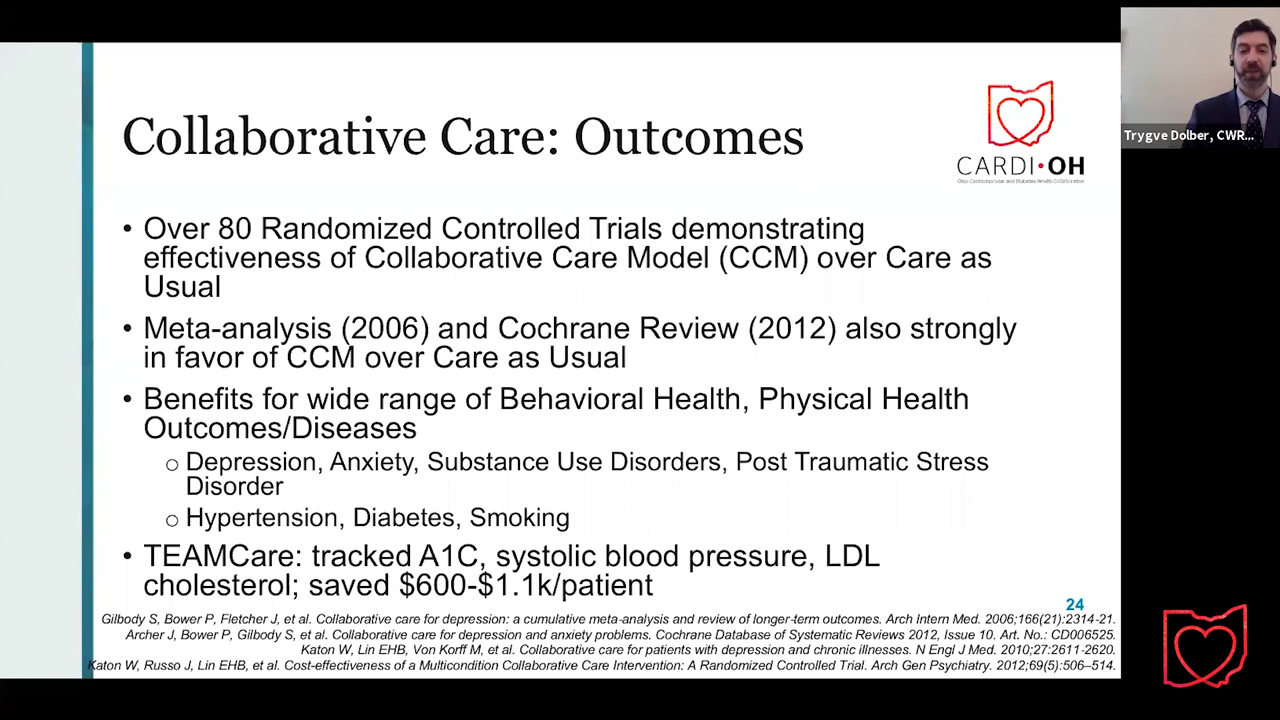 Collaborative Care: Outcomes
CARDI•OH
Ohio Cardiovascular and Diabetes Health Collaborative
Trygve Dolber, CWR...
• Over 80 Randomized Controlled Trials demonstrating
effectiveness of Collaborative Care Model (CCM) over Care as
Usual
• Meta-analysis (2006) and Cochrane Review (2012) also strongly
in favor of CCM over Care as Usual
• Benefits for wide range of Behavioral Health, Physical Health
Outcomes/Diseases
o Depression, Anxiety, Substance Use Disorders, Post Traumatic Stress
Disorder
o Hypertension, Diabetes, Smoking
• TEAMCare: tracked A1C, systolic blood pressure, LDL
cholesterol; saved $600-$1.1k/patient
24
Gilbody S, Bower P, Fletcher J, et al. Collaborative care for depression: a cumulative meta-analysis and review of longer-term outcomes. Arch Intern Med. 2006;166(21):2314-21.
Archer J, Bower P, Gilbody S, et al. Collaborative care for depression and anxiety problems. Cochrane Database of Systematic Reviews 2012, Issue 10. Art. No.: CD006525.
Katon W, Lin EHB, Von Korff M, et al. Collaborative care for patients with depression and chronic illnesses. N Engl J Med. 2010;27:2611-2620.
Katon W, Russo J, Lin EHB, et al. Cost-effectiveness of a Multicondition Collaborative Care Intervention: A Randomized Controlled Trial. Arch Gen Psychiatry. 2012;69(5):506–514.